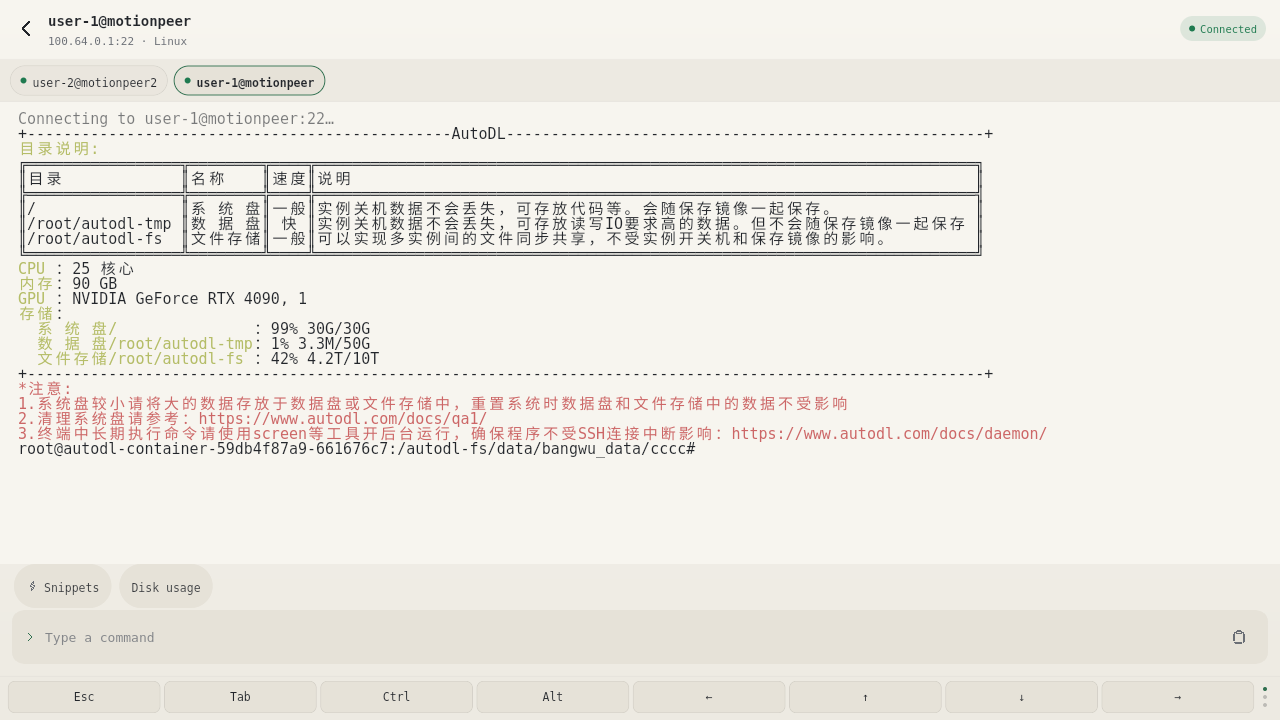 user-1@motionpeer
100.64.0.1:22 · Linux
Connected
user-2@motionpeer2
user-1@motionpeer
Connecting to user-1@motionpeer:22…
+-----------------------------------------------AutoDL-----------------------------------------------------+
目录说明:
目录 名称 速度 说明
/ 系 统 盘 一般 实例关机数据不会丢失，可存放代码等。会随保存镜像一起保存。
/root/autodl-tmp 数 据 盘 快 实例关机数据不会丢失，可存放读写IO要求高的数据。但不会随保存镜像一起保存
/root/autodl-fs 文件存储 一般 可以实现多实例间的文件同步共享，不受实例开关机和保存镜像的影响。
CPU ：25 核心
内存：90 GB
GPU ：NVIDIA GeForce RTX 4090, 1
存储：
系 统 盘/ ：99% 30G/30G
数 据 盘/root/autodl-tmp：1% 3.3M/50G
文件存储/root/autodl-fs ：42% 4.2T/10T
+----------------------------------------------------------------------------------------------------------+
*注意:
1.系统盘较小请将大的数据存放于数据盘或文件存储中，重置系统时数据盘和文件存储中的数据不受影响
2.清理系统盘请参考：https://www.autodl.com/docs/qa1/
3.终端中长期执行命令请使用screen等工具开后台运行，确保程序不受SSH连接中断影响：https://www.autodl.com/docs/daemon/
root@autodl-container-59db4f87a9-661676c7:/autodl-fs/data/bangwu_data/cccc#
Snippets
Disk usage
Type a command
Esc
Tab
Ctrl
Alt
←
↑
↓
→